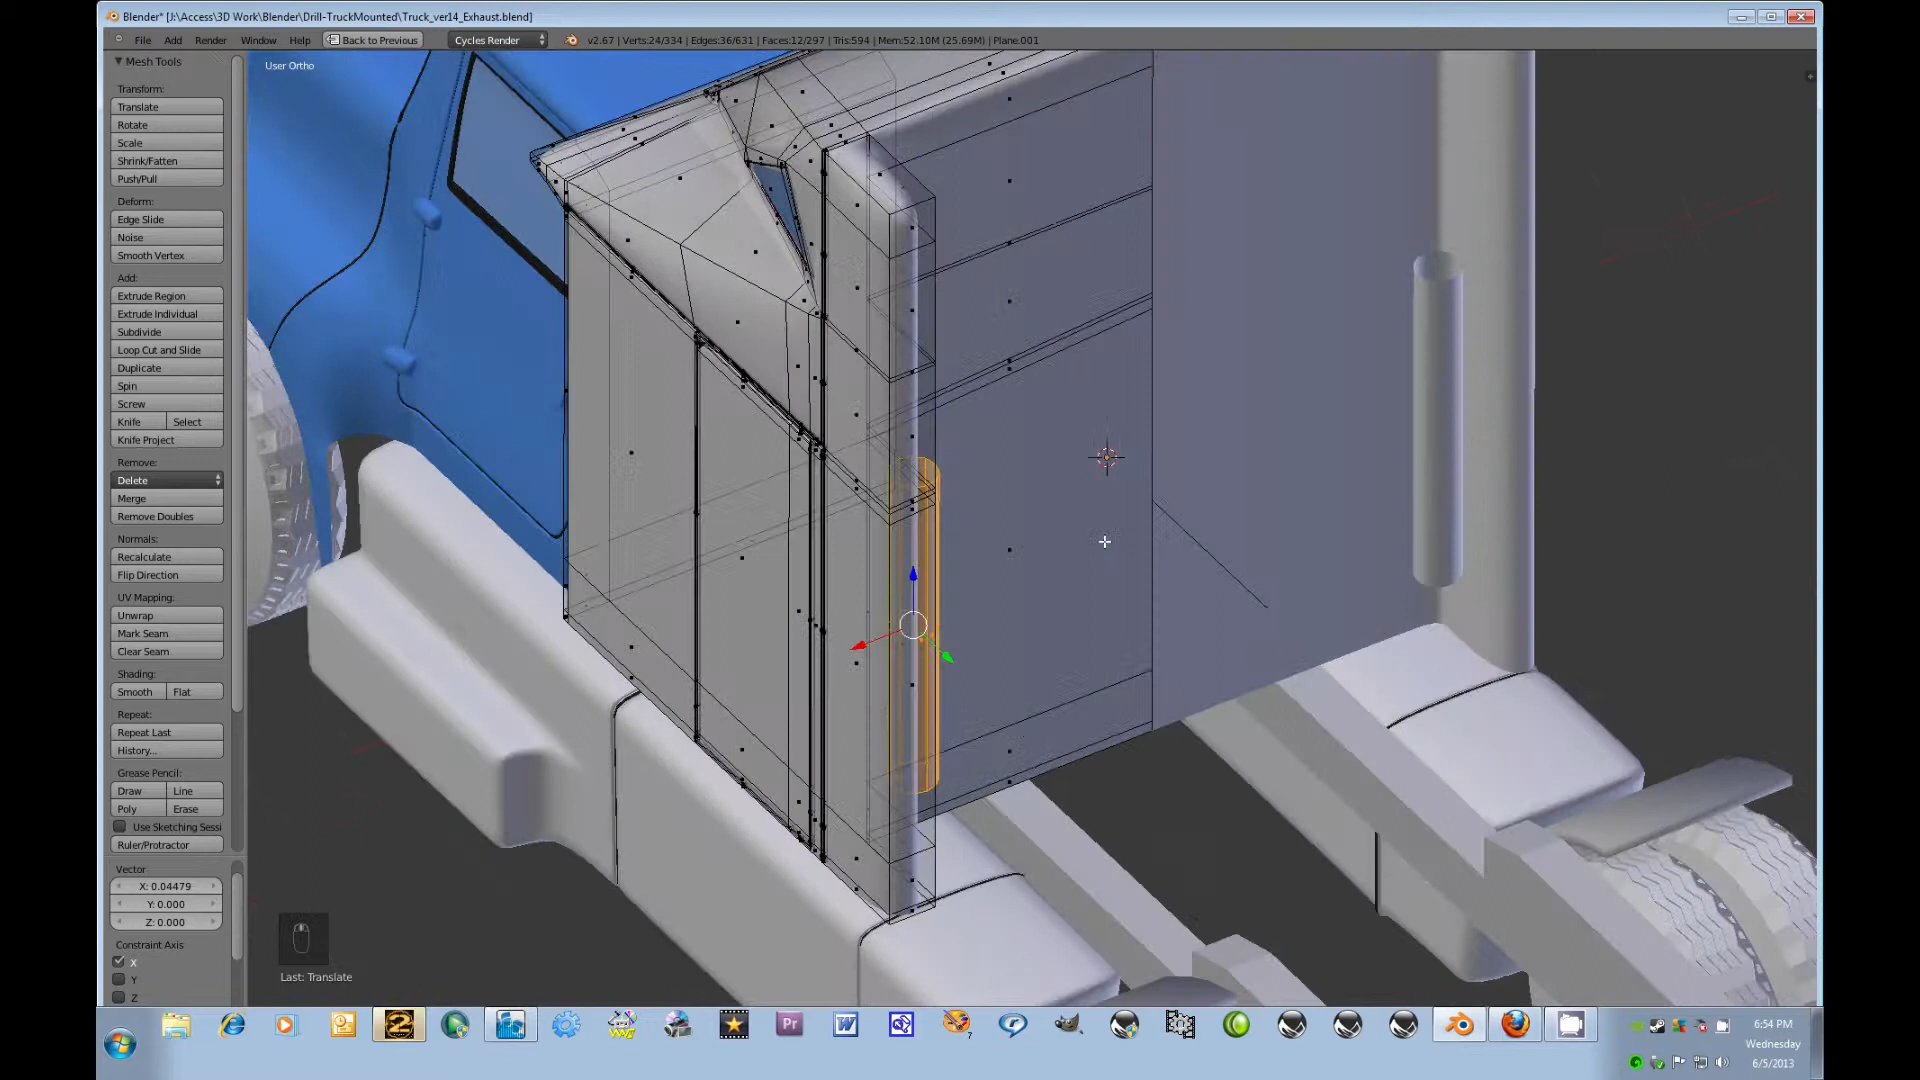 Blender* [J:\Access\3D Work\Blender\Drill-TruckMounted\Truck_ver14_Exhaust.blend]
File Add Render Window Help Back to Previous Cycles Render v2.67 | Verts:24/334 | Edges:36/631 | Faces:12/297 | Tris:594 | Mem:52.10M (25.69M) | Plane.001
Mesh Tools
User Ortho
Transform:
Translate
Rotate
Scale
Shrink/Fatten
Push/Pull
Deform:
Edge Slide
Noise
Smooth Vertex
Add:
Extrude Region
Extrude Individual
Subdivide
Loop Cut and Slide
Duplicate
Spin
Screw
Knife Select
Knife Project
Remove:
Delete
Merge
Remove Doubles
Normals:
Recalculate
Flip Direction
UV Mapping:
Unwrap
Mark Seam
Clear Seam
Shading:
Smooth Flat
Repeat:
Repeat Last
History...
Grease Pencil:
Draw Line
Poly Erase
Use Sketching Sessi
Ruler/Protractor
Vector
X: 0.04479
Y: 0.000
Z: 0.000
Constraint Axis
X
Y
Z
Last: Translate
2
Pr
W
6:54 PM
Wednesday
6/5/2013